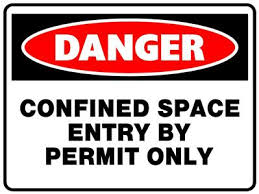 DANGER
CONFINED SPACE
ENTRY BY
PERMIT ONLY